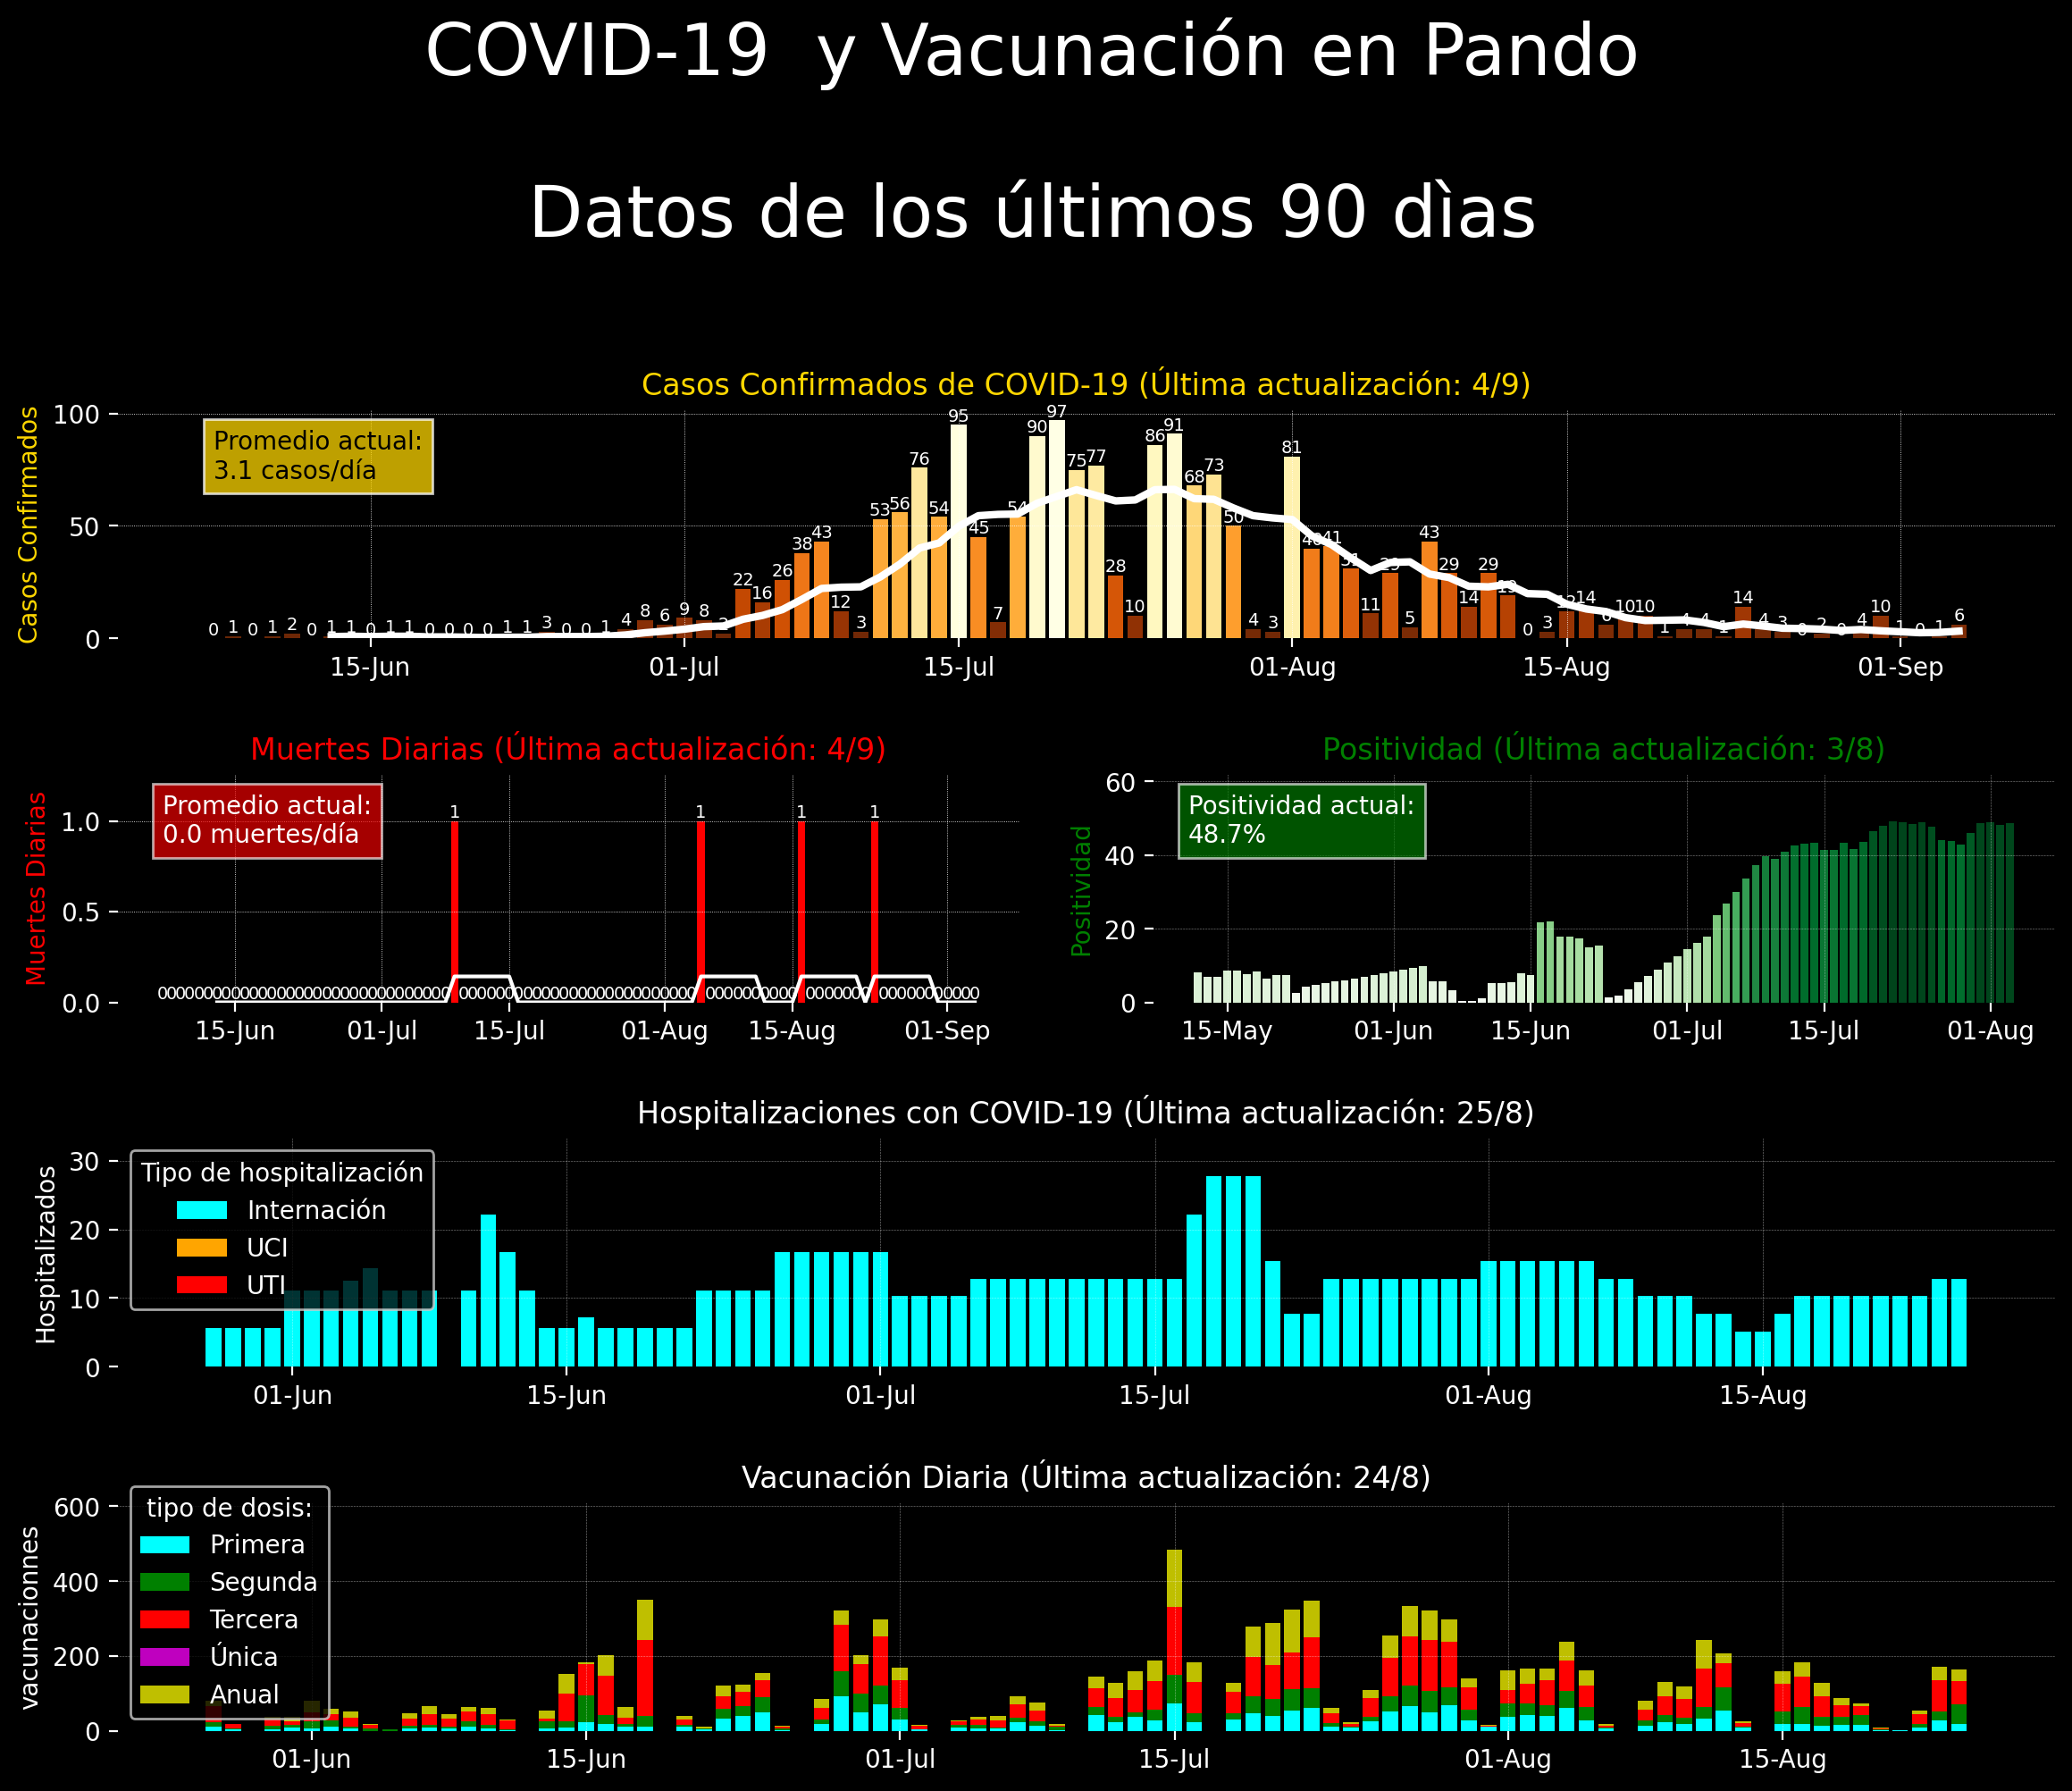 COVID-19  y Vacunación en Pando
Datos de los últimos 90 dìas
Casos Confirmados de COVID-19 (Última actualización: 4/9)
Casos Confirmados
Promedio actual:
3.1 casos/día
100
50
0
0 1 0 1 2 0 1 1 0 1 1 0 0 0 0 1 1 3 0 0 1 4 8 6 9 8 22 16 26 38 43 12 3 53 56 76 54 95 45 7 54 90 97 75 77 28 10 86 91 68 73 50 4 3 81 40 41 31 11 29 5 43 29 14 29 19 0 3 12 14 6 10 10 1 4 4 1 14 4 3 0 2 0 4 10 1 0 1 6
15-Jun 01-Jul 15-Jul 01-Aug 15-Aug 01-Sep
Muertes Diarias (Última actualización: 4/9)
Muertes Diarias
Promedio actual:
0.0 muertes/día
1.0
0.5
0.0
1 1 1 1
15-Jun 01-Jul 15-Jul 01-Aug 15-Aug 01-Sep
Positividad (Última actualización: 3/8)
Positividad
Positividad actual:
48.7%
60
40
20
0
15-May 01-Jun 15-Jun 01-Jul 15-Jul 01-Aug
Hospitalizaciones con COVID-19 (Última actualización: 25/8)
Hospitalizados
Tipo de hospitalización
Internación
UCI
UTI
30
20
10
0
01-Jun 15-Jun 01-Jul 15-Jul 01-Aug 15-Aug
Vacunación Diaria (Última actualización: 24/8)
vacunacionnes
tipo de dosis:
Primera
Segunda
Tercera
Única
Anual
600
400
200
0
01-Jun 15-Jun 01-Jul 15-Jul 01-Aug 15-Aug